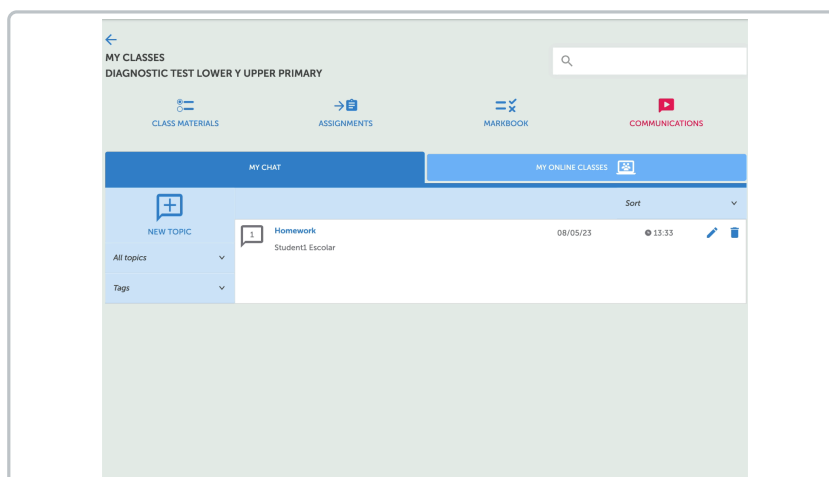 MY CLASSES
DIAGNOSTIC TEST LOWER Y UPPER PRIMARY
CLASS MATERIALS
ASSIGNMENTS
MARKBOOK
COMMUNICATIONS
MY CHAT
MY ONLINE CLASSES
Sort
NEW TOPIC
All topics
Tags
1
Homework
08/05/23
13:33
Student1 Escolar